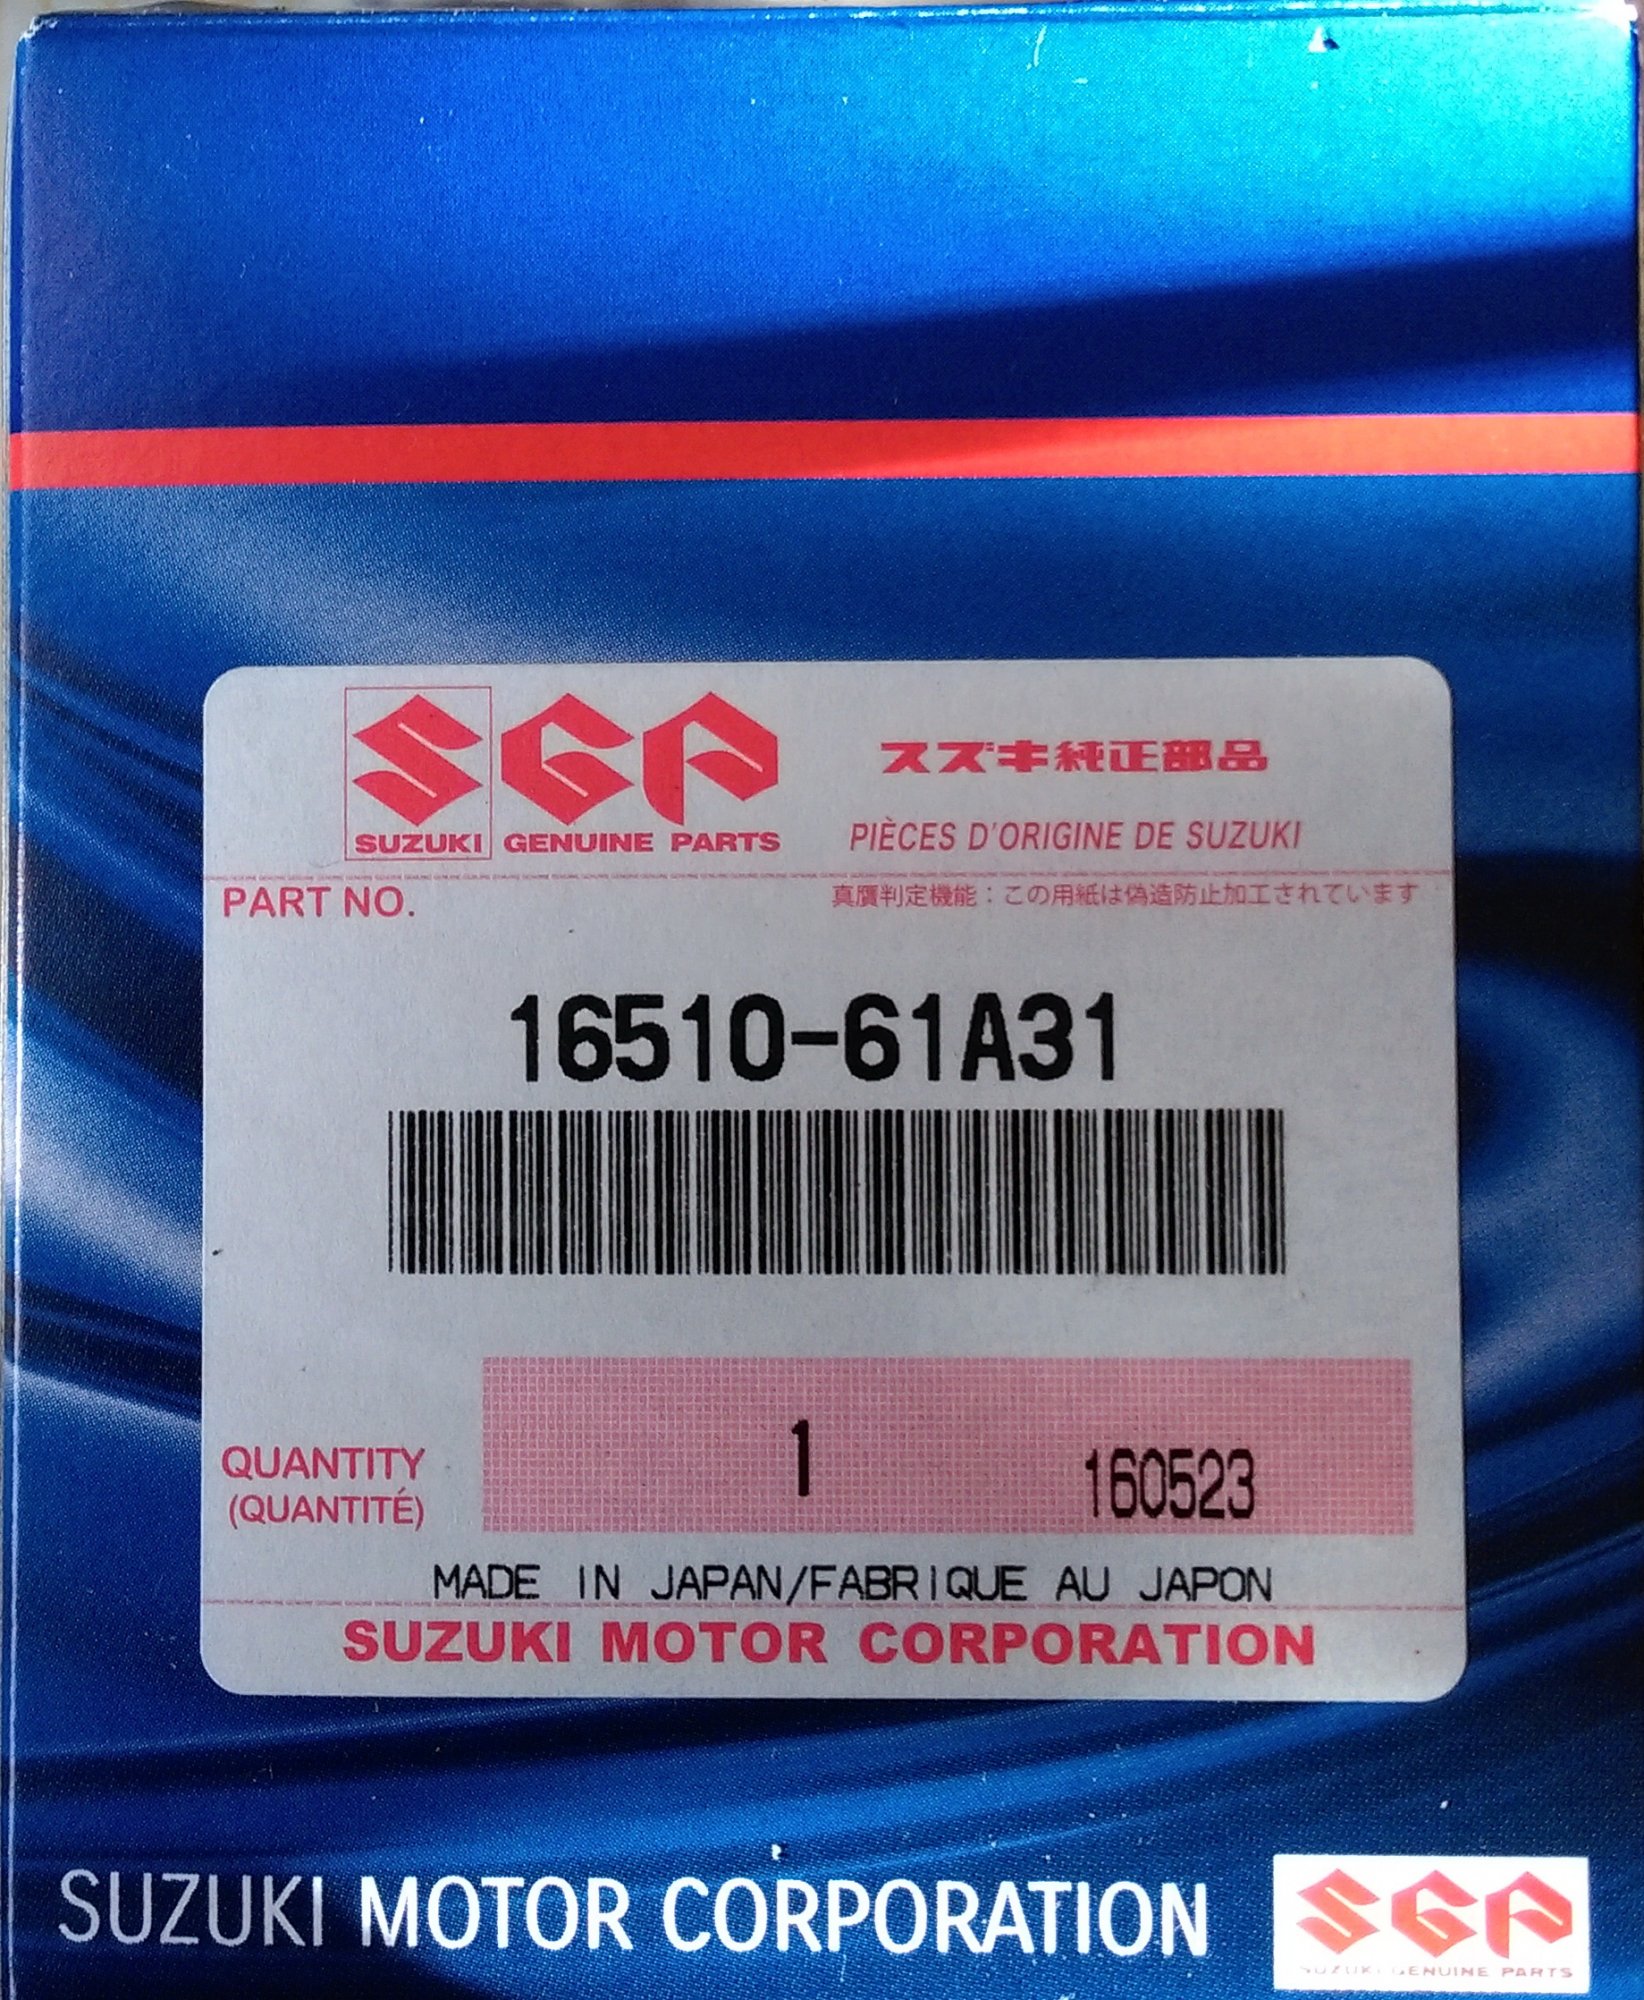 SGP
SUZUKI GENUINE PARTS
スズキ純正部品
PIÈCES D'ORIGINE DE SUZUKI
PART NO.
真贋判定機能：この用紙は偽造防止加工されています
16510-61A31
1
160523
QUANTITY
(QUANTITÉ)
MADE IN JAPAN/FABRIQUE AU JAPON
SUZUKI MOTOR CORPORATION
SUZUKI MOTOR CORPORATION
SGP
SUZUKI GENUINE PARTS